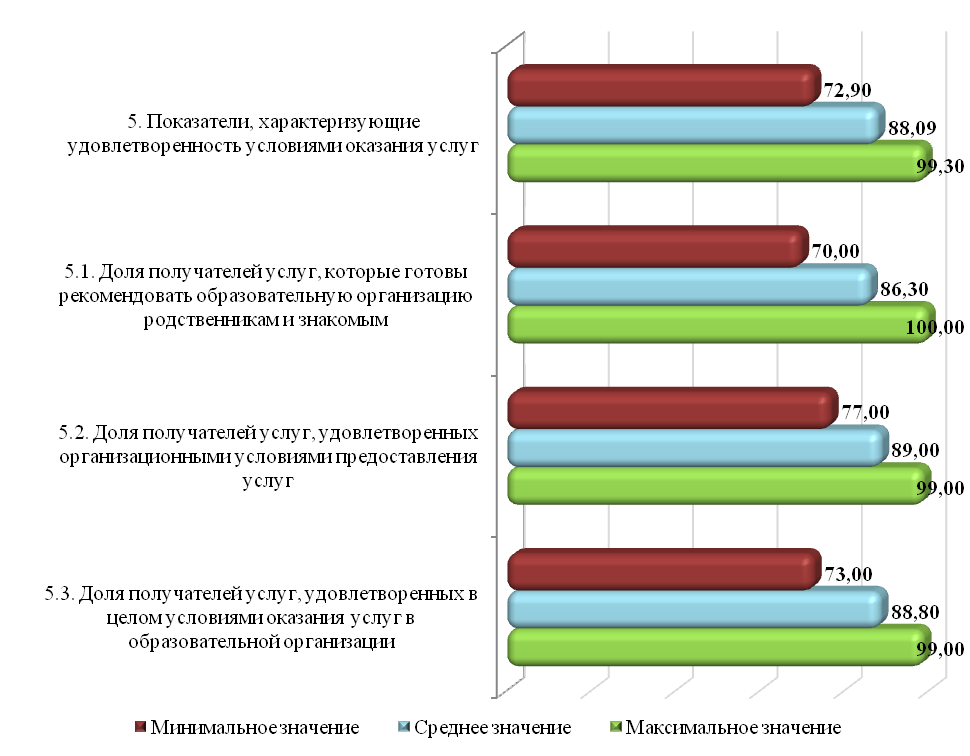 5. Показатели, характеризующие
удовлетворенность условиями оказания услуг
72,90
88,09
99,30
5.1. Доля получателей услуг, которые готовы
рекомендовать образовательную организацию
родственникам и знакомым
70,00
86,30
100,00
5.2. Доля получателей услуг, удовлетворенных
организационными условиями предоставления
услуг
77,00
89,00
99,00
5.3. Доля получателей услуг, удовлетворенных в
целом условиями оказания услуг в
образовательной организации
73,00
88,80
99,00
Минимальное значение Среднее значение Максимальное значение